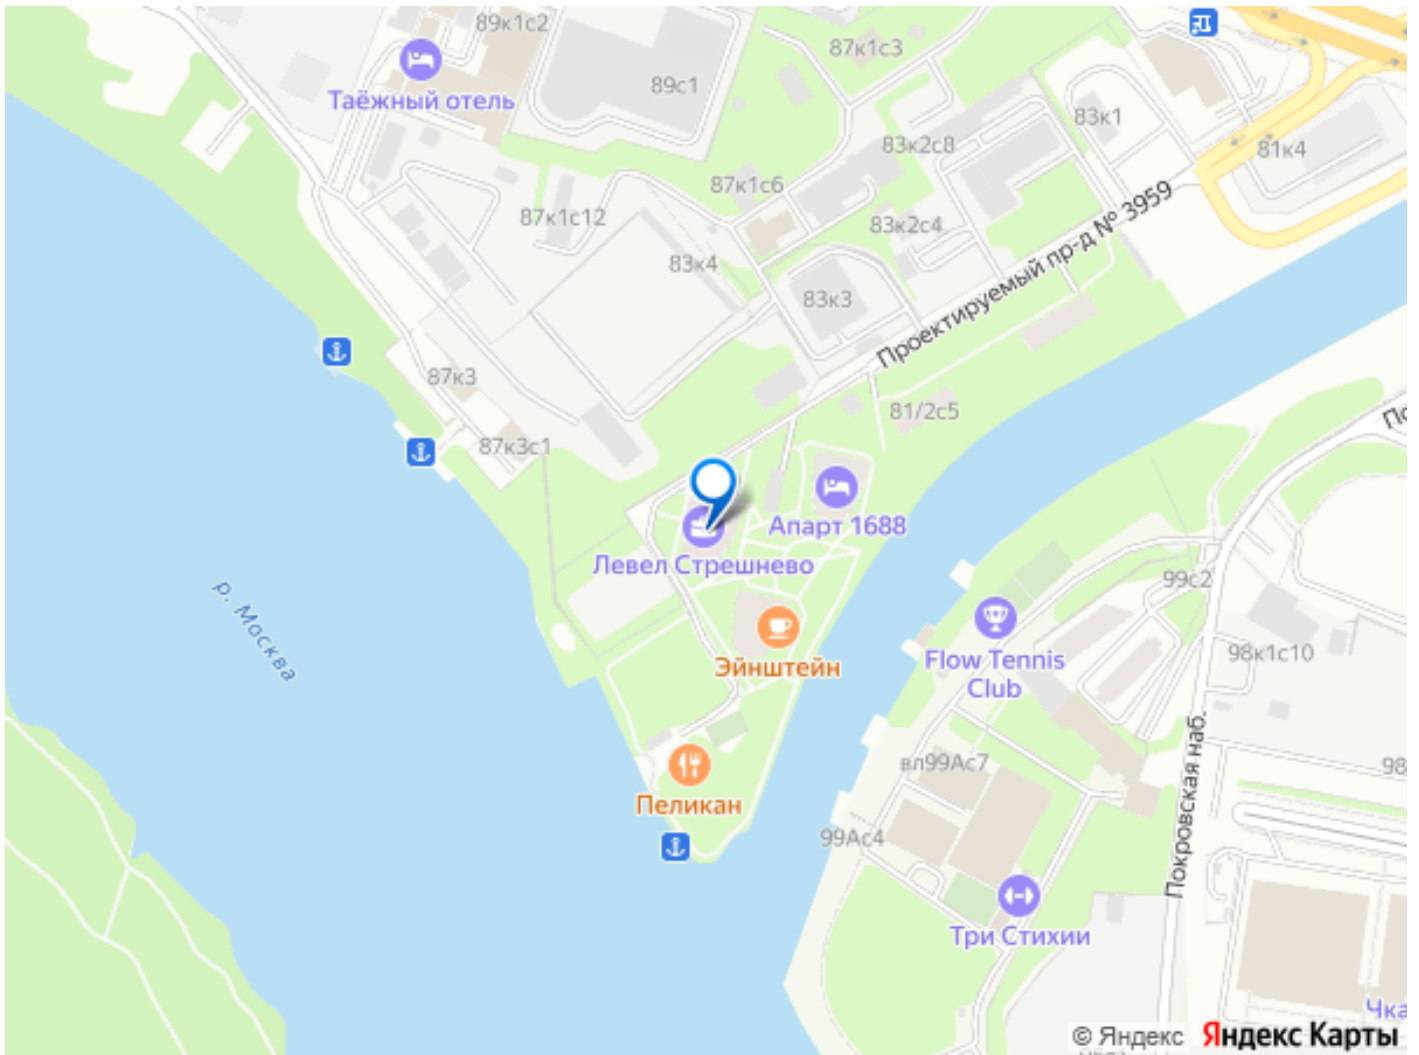 89к1с2
87к1с3
89с1
Таёжный отель
83к1
83к2с8
81к4
87к1с6
87к1с12
83к2с4
Проектируемый пр-д № 3959
83к4
83к3
87к3
81/2с5
87к3с1
Апарт 1688
Левел Стрешнево
99с2
р. Москва
Flow Tennis
Club
98к1с10
Эйнштейн
Покровская наб.
вл99Ас7
98
Пеликан
99Ас4
Три Стихии
Чка
© Яндекс Яндекс Карты